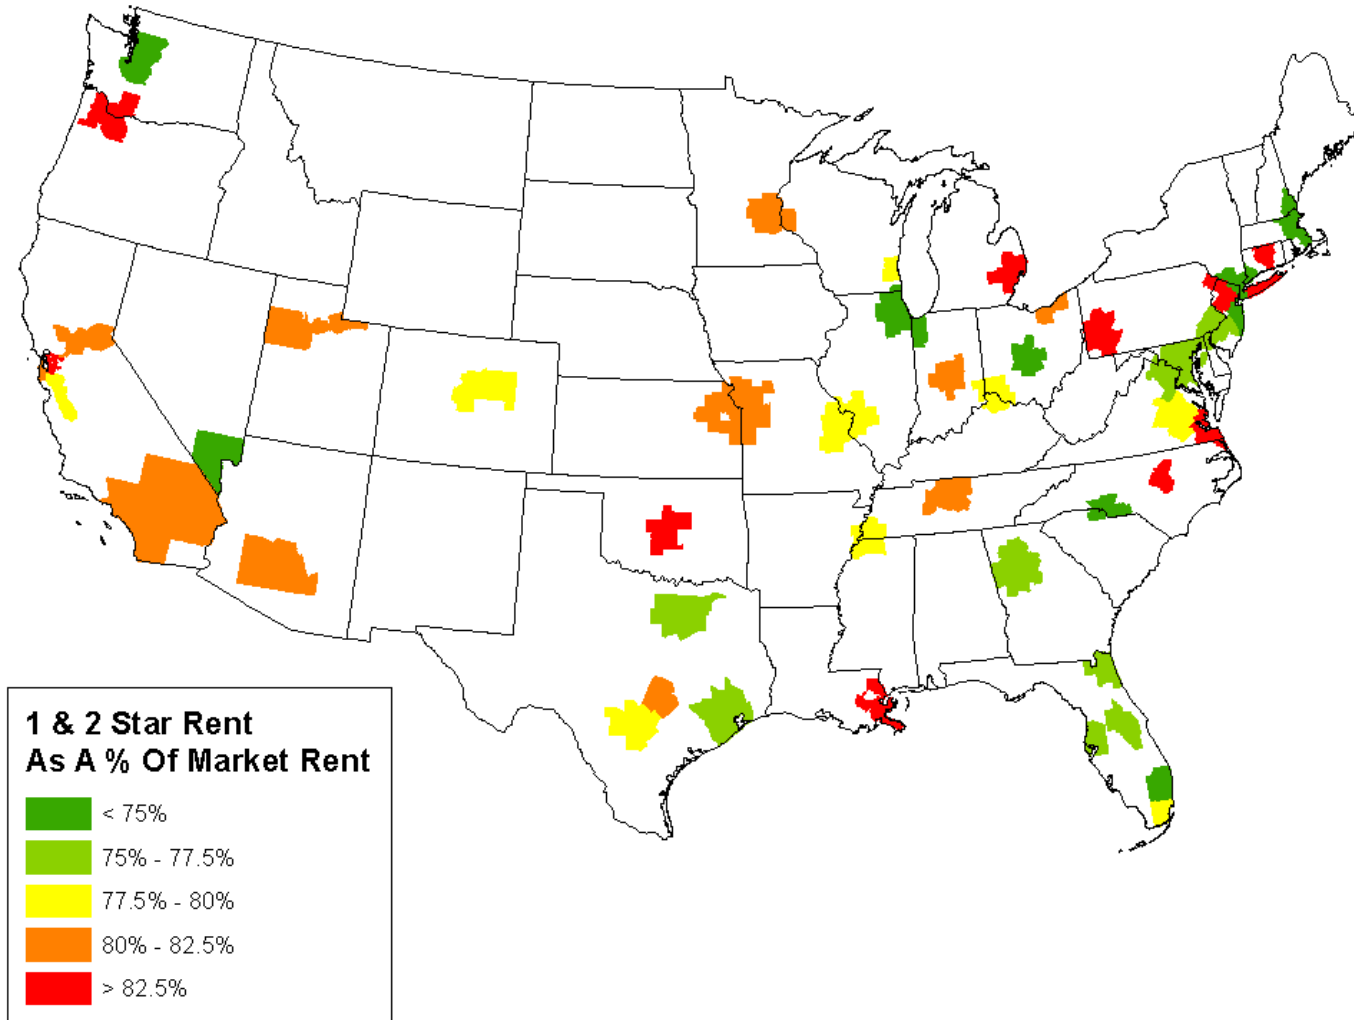 1 & 2 Star Rent
As A % Of Market Rent
< 75%
75% - 77.5%
77.5% - 80%
80% - 82.5%
> 82.5%